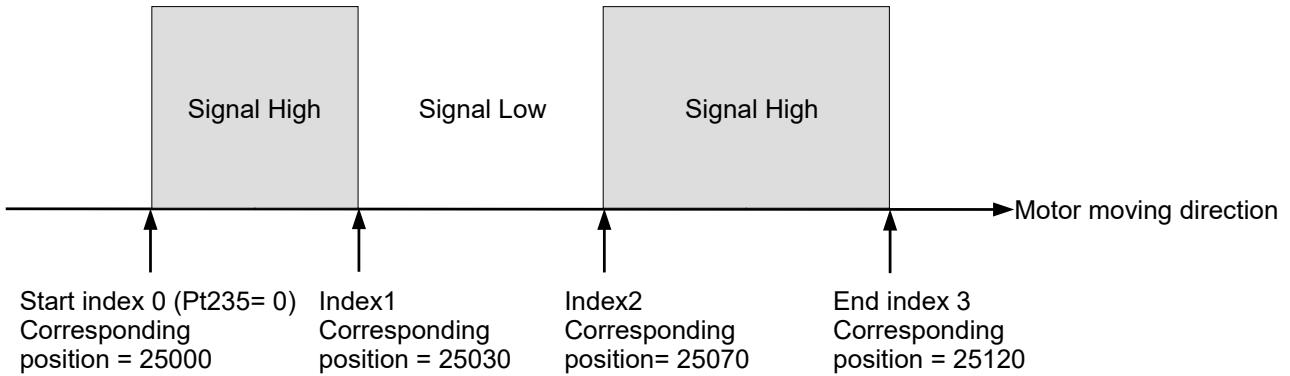 Signal High
Signal Low
Signal High
Motor moving direction
Start index 0 (Pt235= 0)
Corresponding
position = 25000
Index1
Corresponding
position = 25030
Index2
Corresponding
position= 25070
End index 3
Corresponding
position = 25120